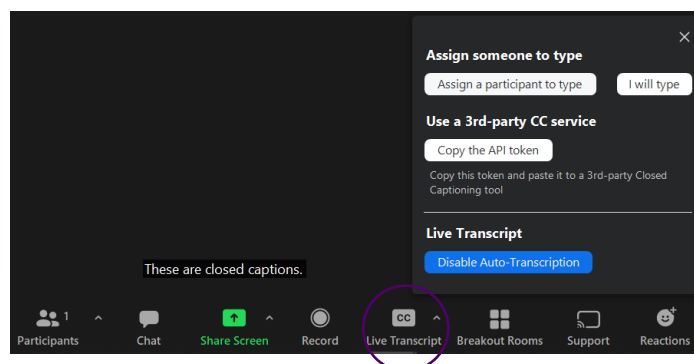 Assign someone to type
Assign a participant to type
I will type
Use a 3rd-party CC service
Copy the API token
Copy this token and paste it to a 3rd-party Closed
Captioning tool
Live Transcript
Disable Auto-Transcription
These are closed captions.
1
CC
Participants
Chat
Share Screen
Record
Live Transcript
Breakout Rooms
Support
Reactions